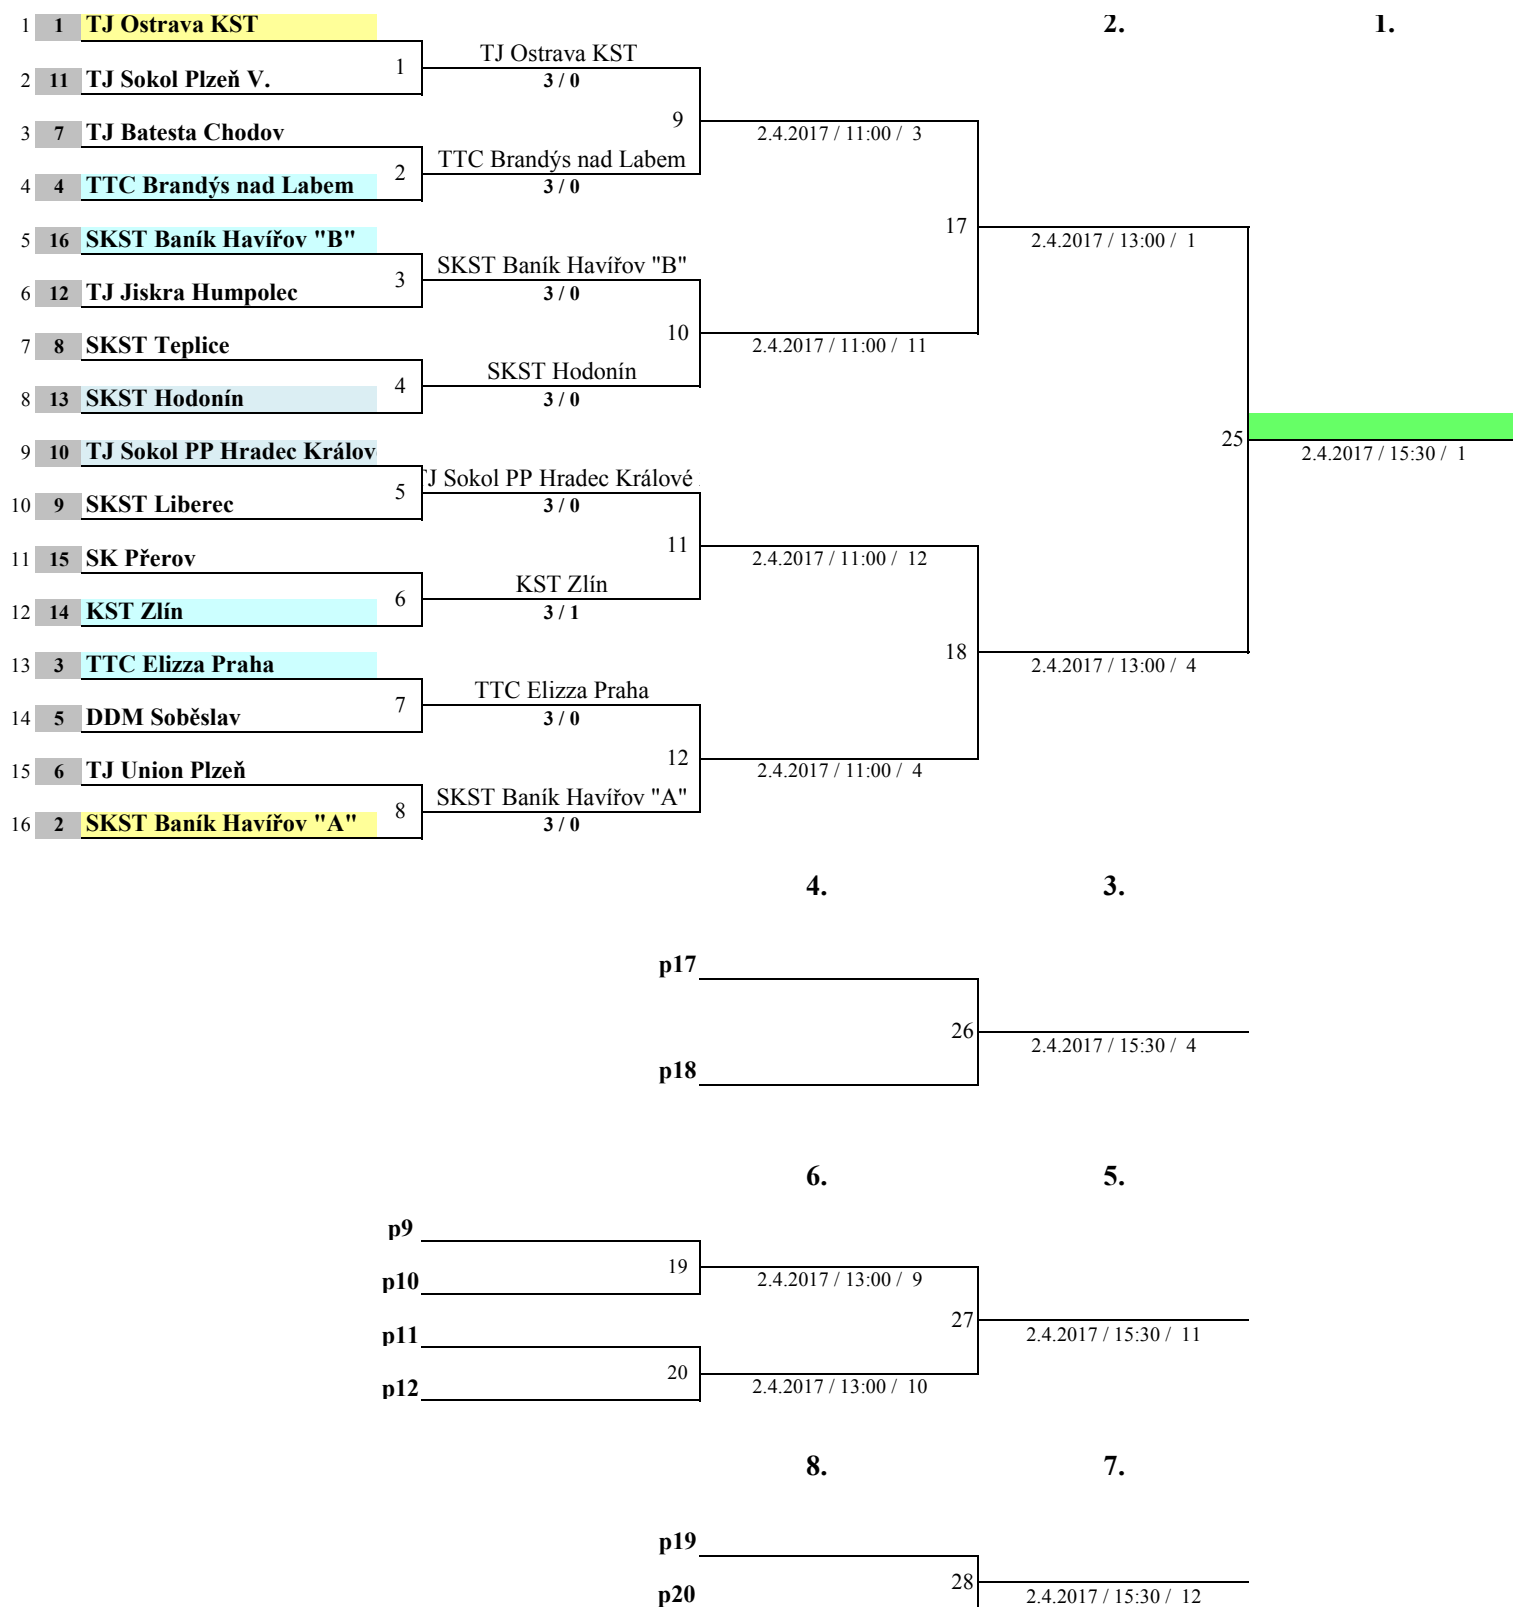 2. 1.
1 1 TJ Ostrava KST
TJ Ostrava KST
1
2 11 TJ Sokol Plzeň V.
3 / 0
9
3 7 TJ Batesta Chodov
2.4.2017 / 11:00 / 3
TTC Brandýs nad Labem
2
4 4 TTC Brandýs nad Labem
3 / 0
17
5 16 SKST Baník Havířov "B"
2.4.2017 / 13:00 / 1
SKST Baník Havířov "B"
3
6 12 TJ Jiskra Humpolec
3 / 0
10
7 8 SKST Teplice
2.4.2017 / 11:00 / 11
SKST Hodonín
4
8 13 SKST Hodonín
3 / 0
25
9 10 TJ Sokol PP Hradec Králov
2.4.2017 / 15:30 / 1
J Sokol PP Hradec Králové
5
10 9 SKST Liberec
3 / 0
11
11 15 SK Přerov
2.4.2017 / 11:00 / 12
KST Zlín
6
12 14 KST Zlín
3 / 1
18
13 3 TTC Elizza Praha
2.4.2017 / 13:00 / 4
TTC Elizza Praha
7
14 5 DDM Soběslav
3 / 0
12
15 6 TJ Union Plzeň
2.4.2017 / 11:00 / 4
SKST Baník Havířov "A"
8
16 2 SKST Baník Havířov "A"
3 / 0
4. 3.
p17
26
2.4.2017 / 15:30 / 4
p18
6. 5.
p9
19
2.4.2017 / 13:00 / 9
p10
27
2.4.2017 / 15:30 / 11
p11
20
2.4.2017 / 13:00 / 10
p12
8. 7.
p19
28
2.4.2017 / 15:30 / 12
p20